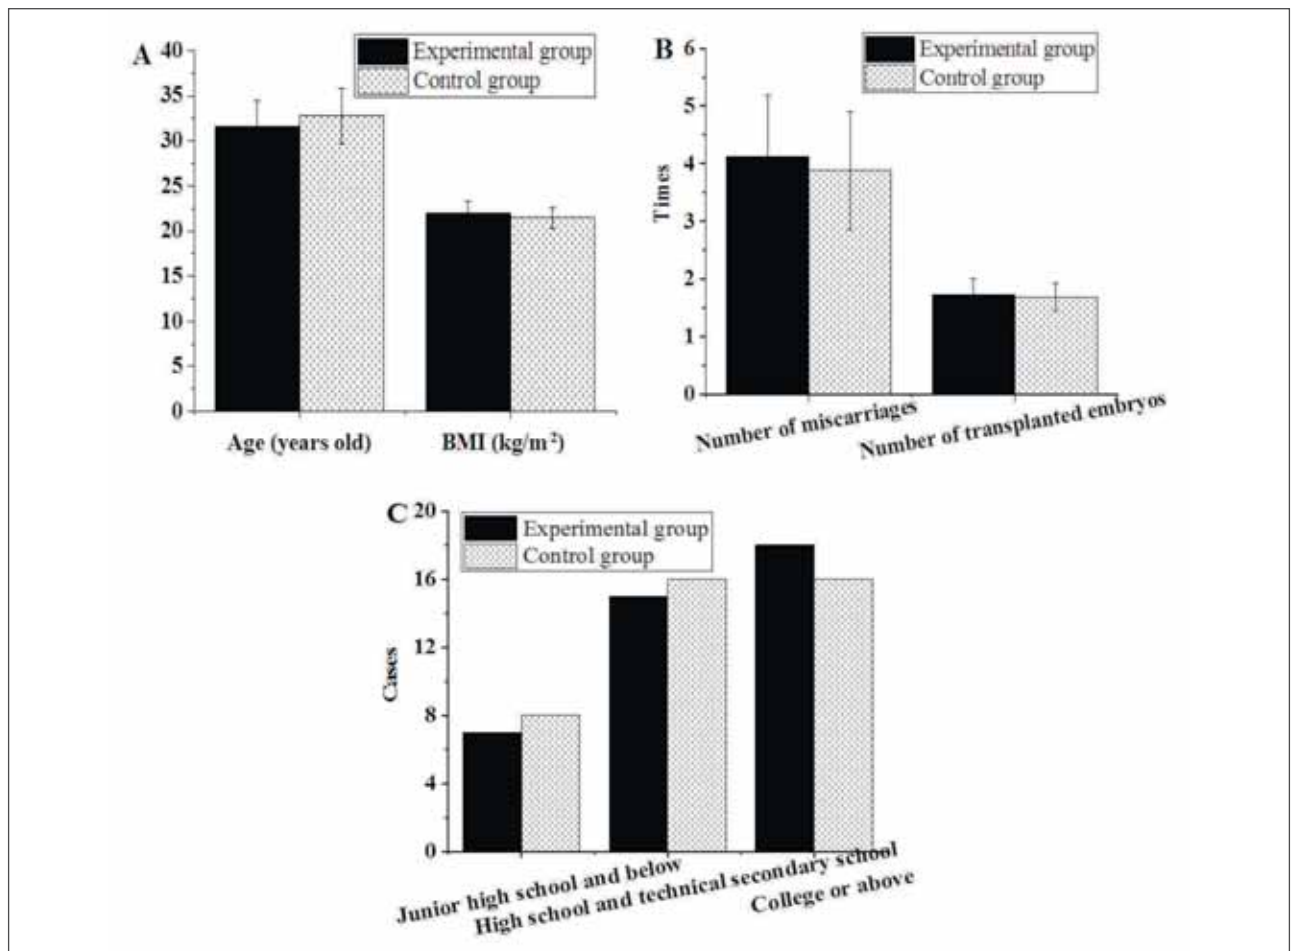 A
Experimental group
Control group
40
35
30
25
20
15
10
5
0
Age (years old)
BMI (kg/m²)
B
Experimental group
Control group
Times
6
5
4
3
2
1
0
Number of miscarriages
Number of transplanted embryos
C
Experimental group
Control group
Cases
20
16
12
8
4
0
Junior high school and below
High school and technical secondary school
College or above